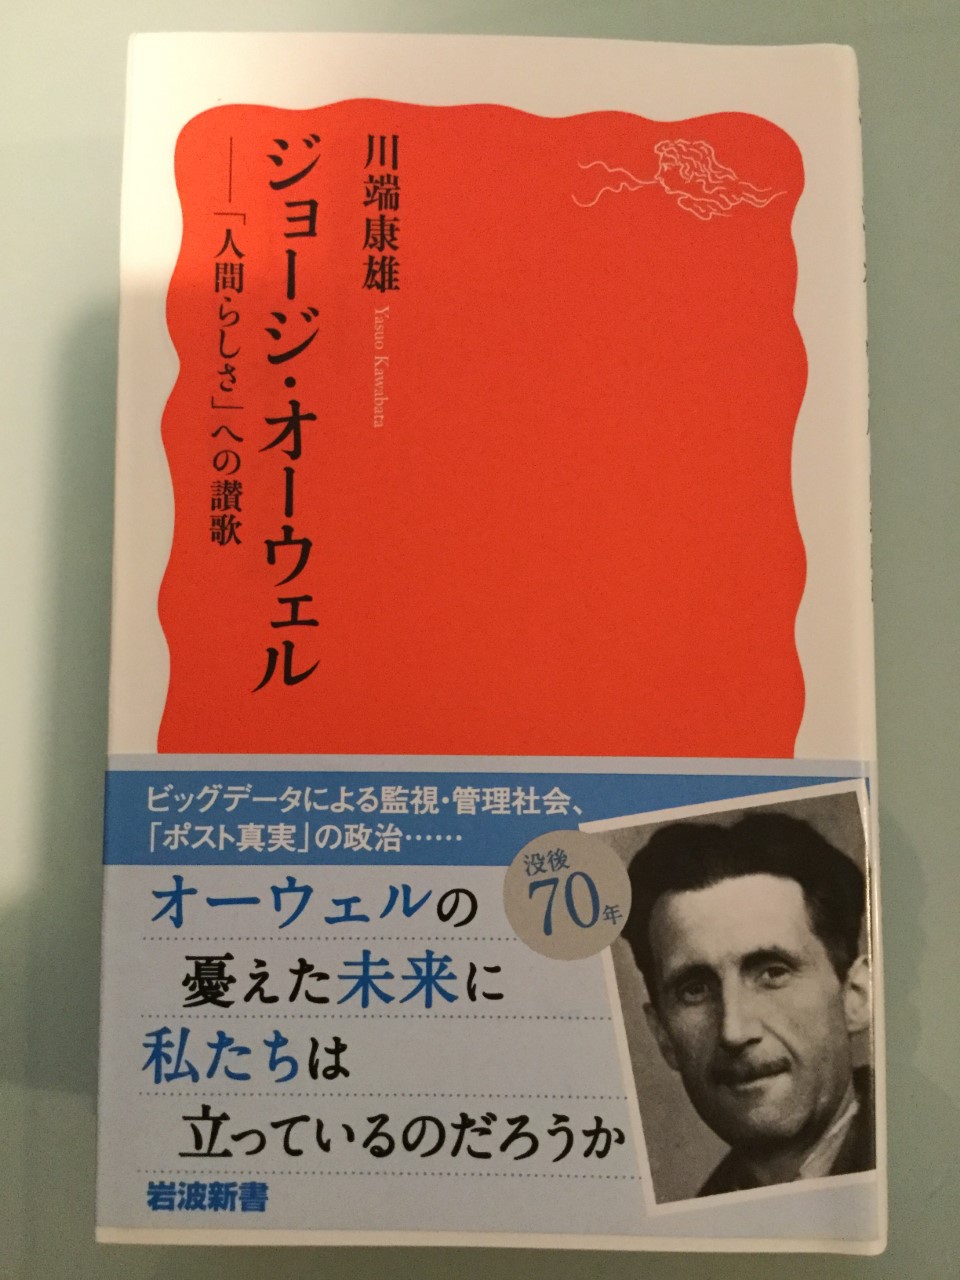 川端康雄
Yasuo Kawabata
ジョージ・オーウェル
――「人間らしさ」への讃歌
ビッグデータによる監視・管理社会、
「ポスト真実」の政治……
没後
70年
オーウェルの
憂えた未来に
私たちは
立っているのだろうか
岩波新書